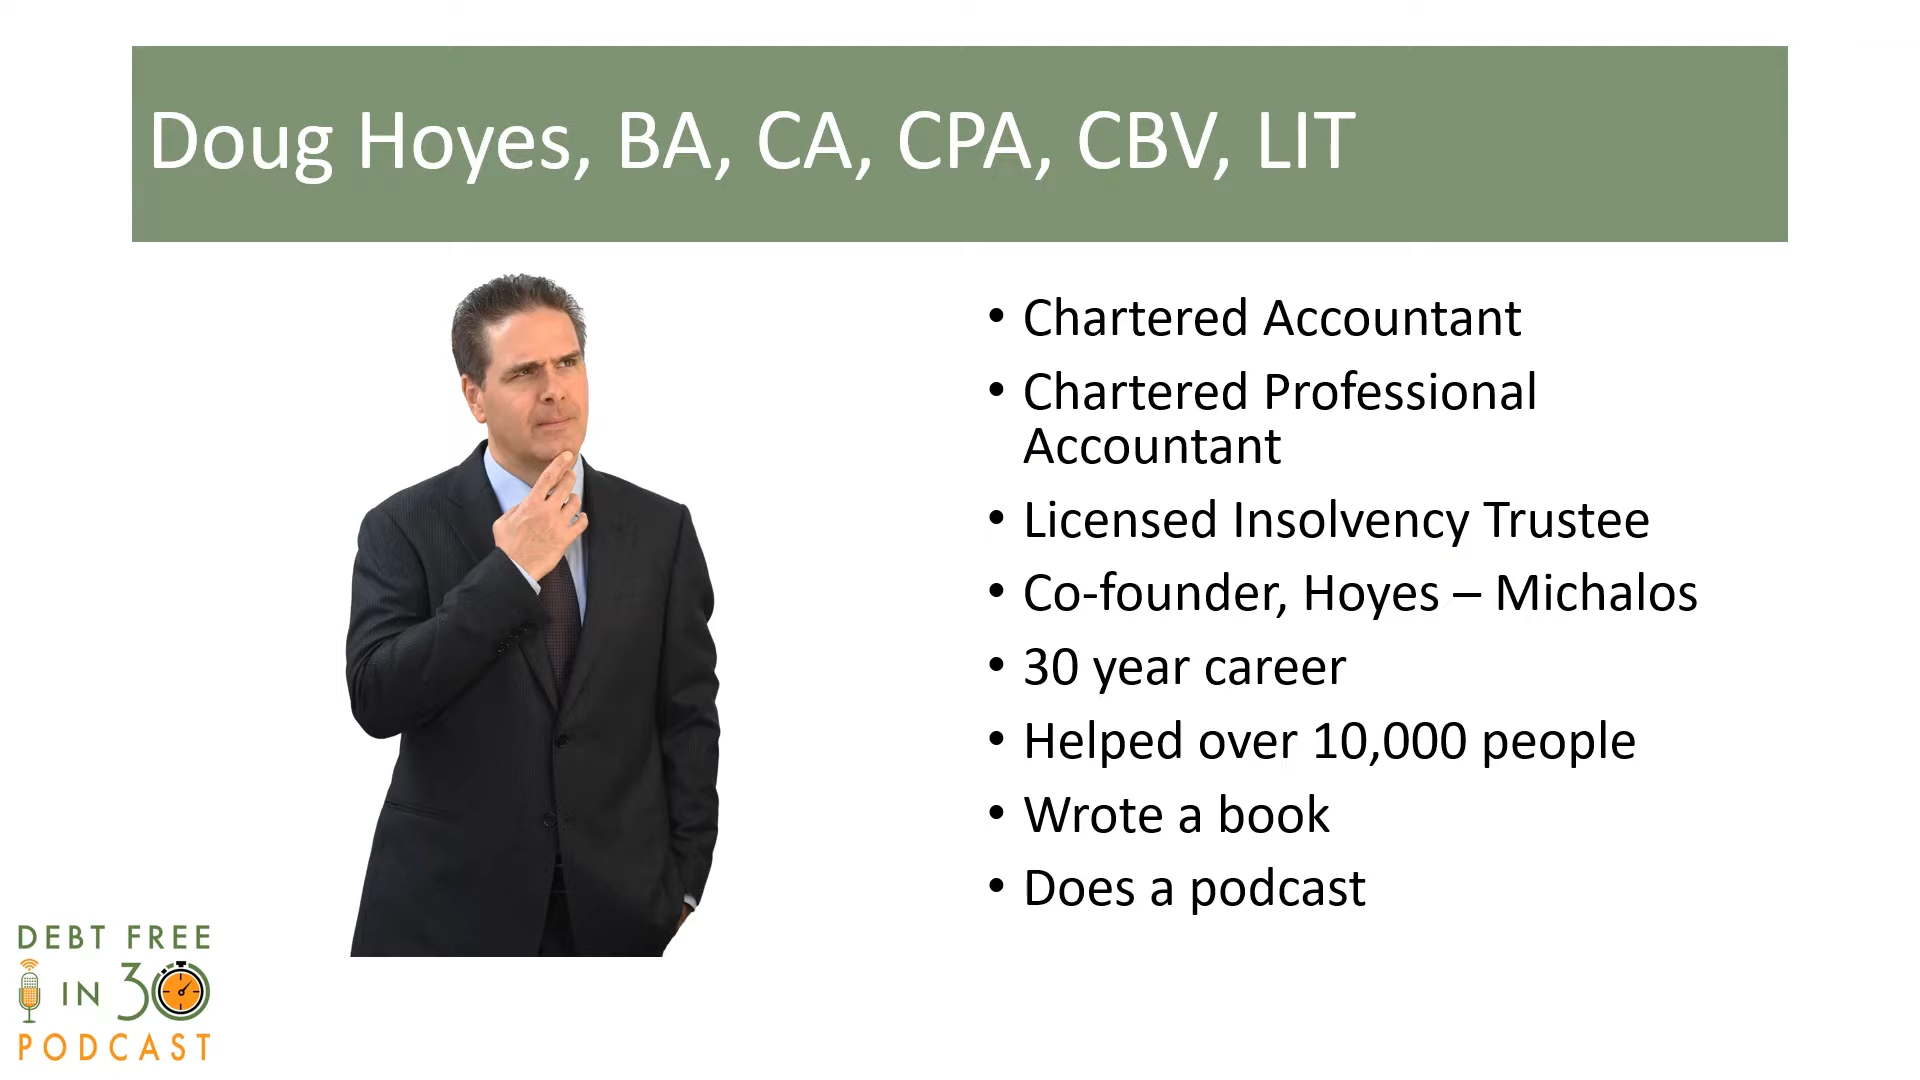 Doug Hoyes, BA, CA, CPA, CBV, LIT
• Chartered Accountant
• Chartered Professional
Accountant
• Licensed Insolvency Trustee
• Co-founder, Hoyes – Michalos
• 30 year career
• Helped over 10,000 people
• Wrote a book
• Does a podcast
DEBT FREE
IN 30
PODCAST